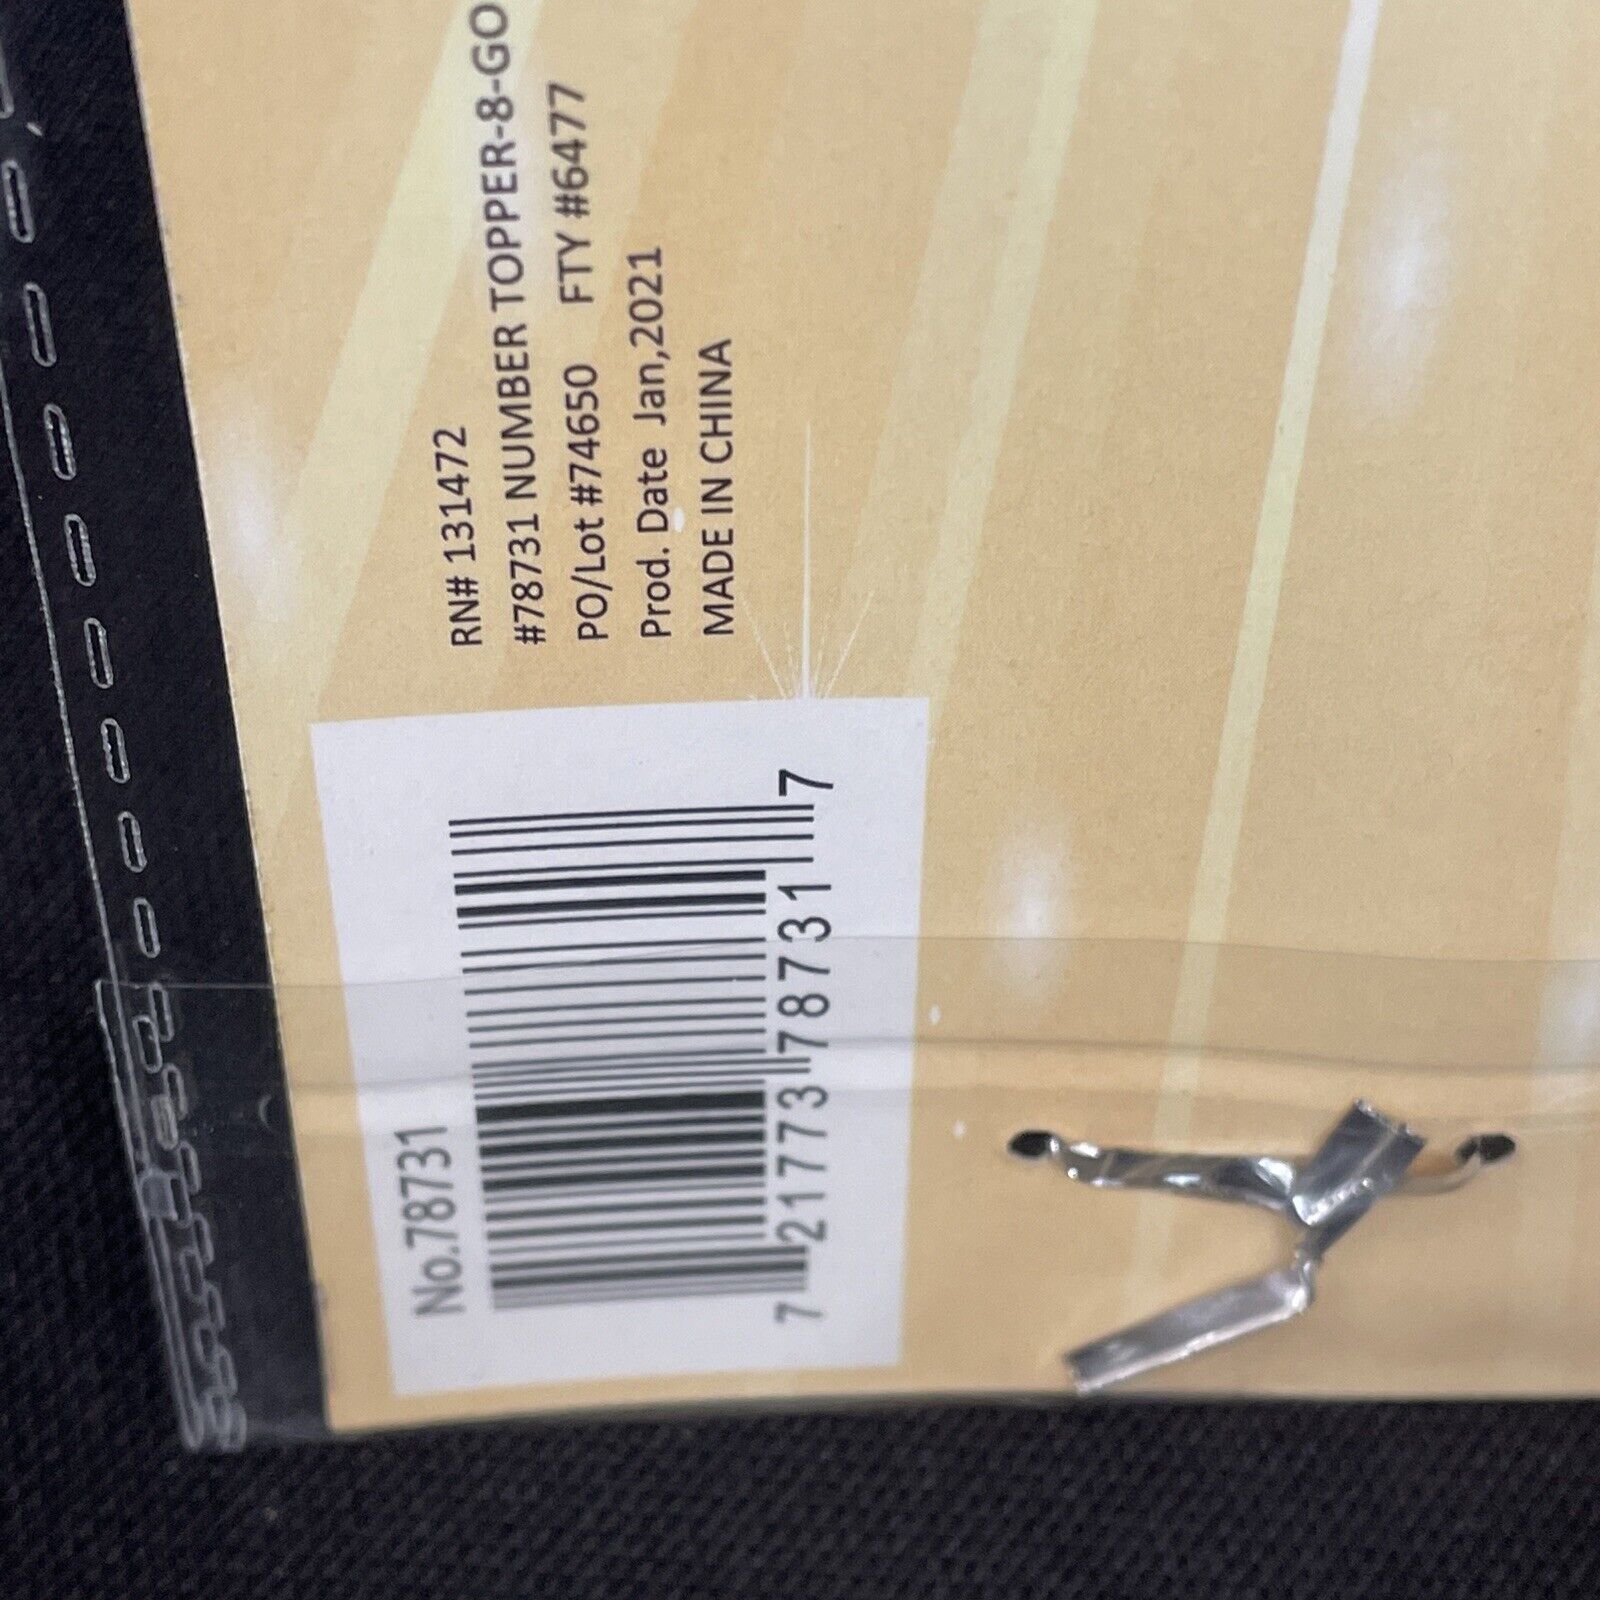 RN# 131472
#78731 NUMBER TOPPER-8-GO
PO/Lot #74650 FTY #6477
Prod. Date Jan,2021
MADE IN CHINA
No.78731
7 21773 78731 7